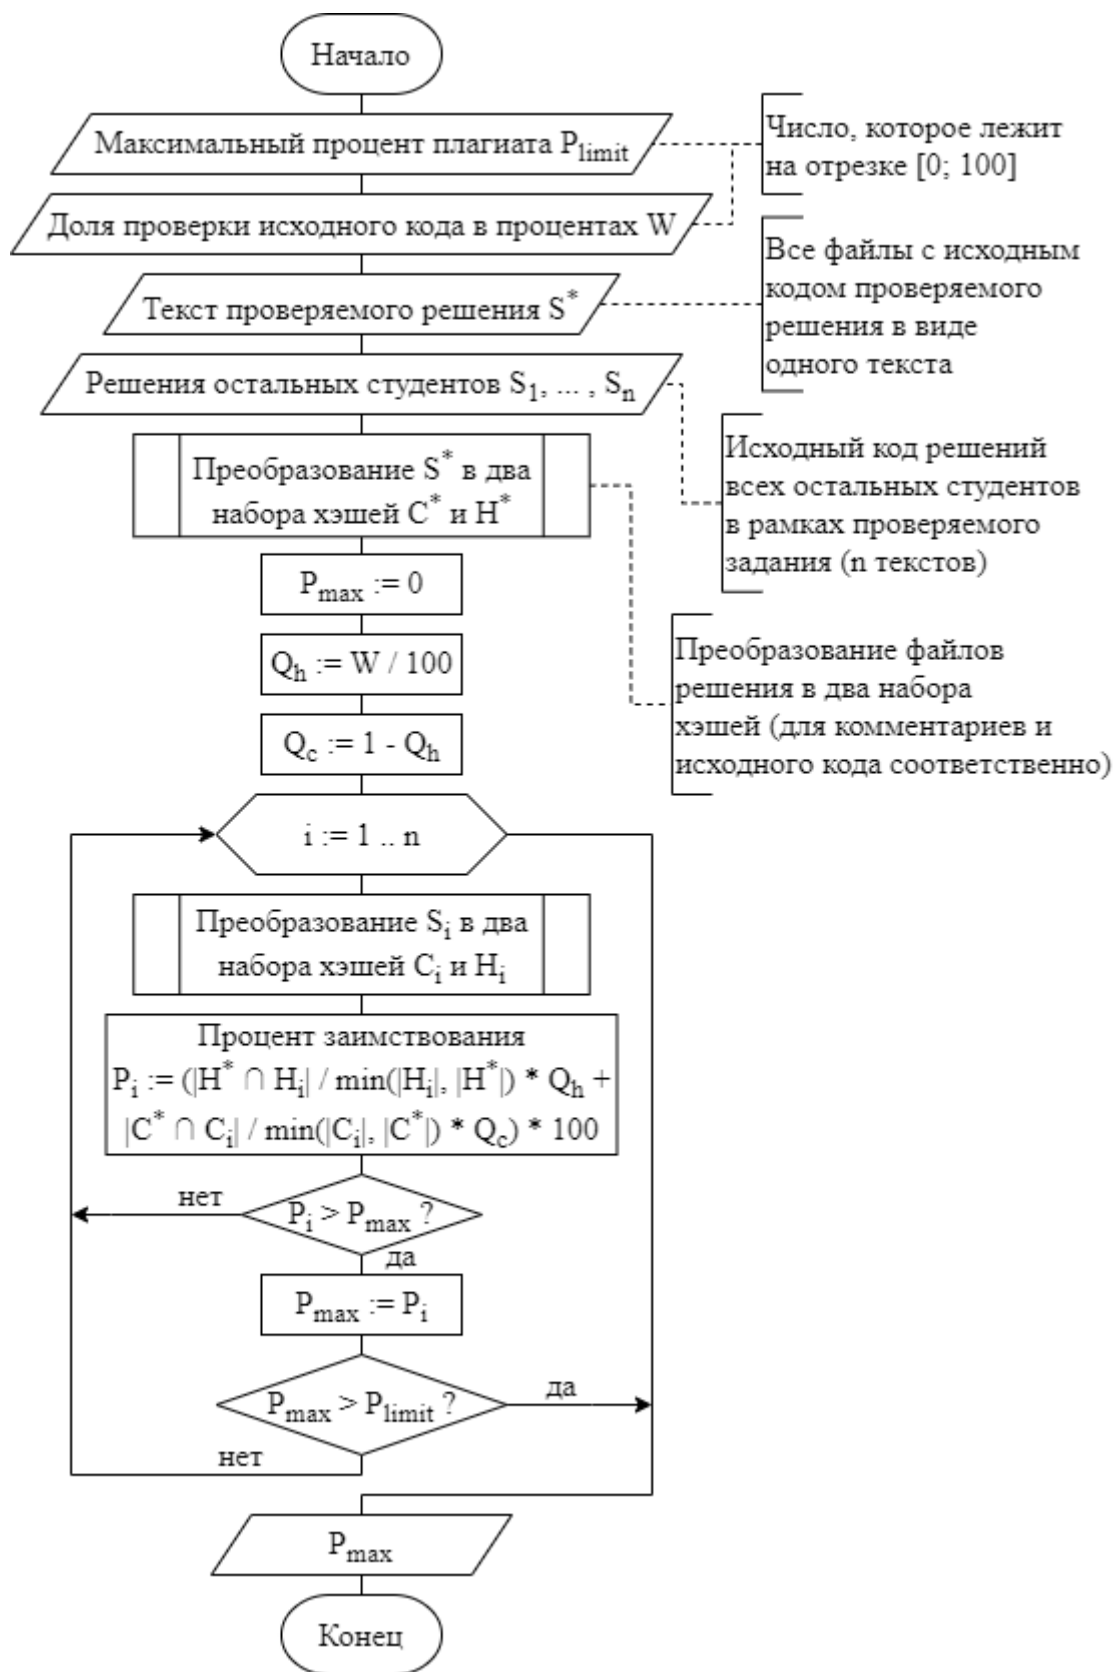 Начало
Максимальный процент плагиата P_limit
Число, которое лежит
на отрезке [0; 100]
Доля проверки исходного кода в процентах W
Текст проверяемого решения S*
Все файлы с исходным
кодом проверяемого
решения в виде
одного текста
Решения остальных студентов S_1, ... , S_n
Исходный код решений
всех остальных студентов
в рамках проверяемого
задания (n текстов)
Преобразование S* в два
набора хэшей C* и H*
Преобразование файлов
решения в два набора
хэшей (для комментариев и
исходного кода соответственно)
P_max := 0
Q_h := W / 100
Q_c := 1 - Q_h
i := 1 .. n
Преобразование S_i в два
набора хэшей C_i и H_i
Процент заимствования
P_i := (|H* ∩ H_i| / min(|H_i|, |H*|) * Q_h +
|C* ∩ C_i| / min(|C_i|, |C*|) * Q_c) * 100
нет
P_i > P_max ?
да
P_max := P_i
P_max > P_limit ?
да
нет
P_max
Конец